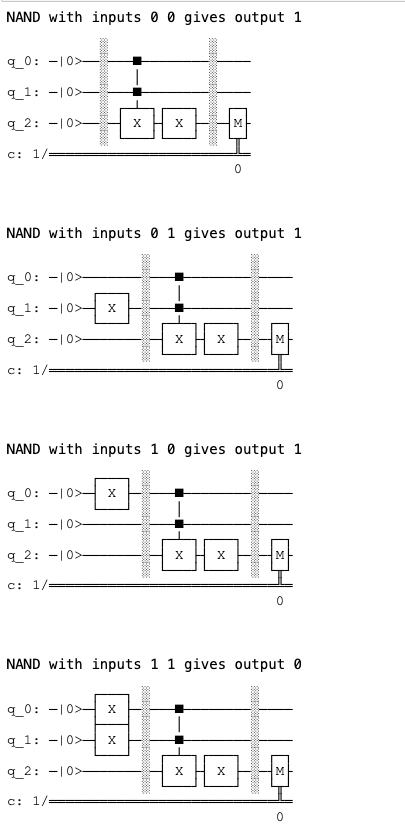 NAND with inputs 0 0 gives output 1
q_0: |0>
q_1: |0>
q_2: |0> X X M
c: 1/
0
NAND with inputs 0 1 gives output 1
q_0: |0>
q_1: |0> X
q_2: |0> X X M
c: 1/
0
NAND with inputs 1 0 gives output 1
q_0: |0> X
q_1: |0>
q_2: |0> X X M
c: 1/
0
NAND with inputs 1 1 gives output 0
q_0: |0> X
q_1: |0> X
q_2: |0> X X M
c: 1/
0